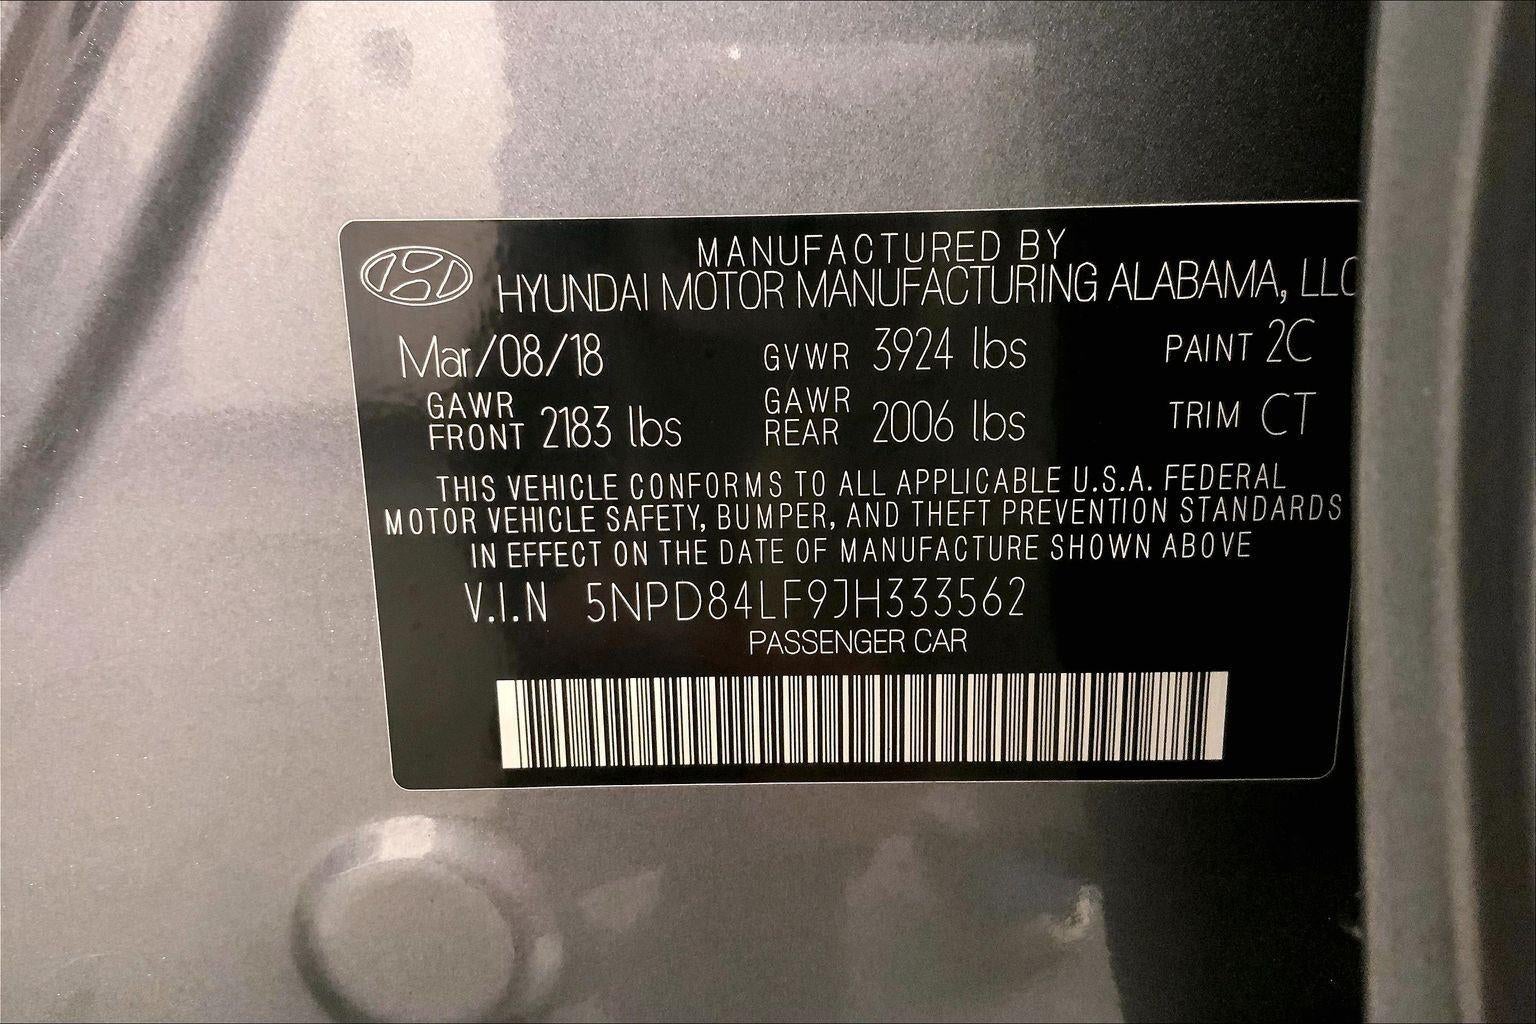 MANUFACTURED BY
HYUNDAI MOTOR MANUFACTURING ALABAMA, LLC
Mar/08/18 GVWR 3924 lbs PAINT 2C
GAWR FRONT 2183 lbs GAWR REAR 2006 lbs TRIM CT
THIS VEHICLE CONFORMS TO ALL APPLICABLE U.S.A. FEDERAL
MOTOR VEHICLE SAFETY, BUMPER, AND THEFT PREVENTION STANDARDS
IN EFFECT ON THE DATE OF MANUFACTURE SHOWN ABOVE
V.I.N 5NPD84LF9JH333562
PASSENGER CAR